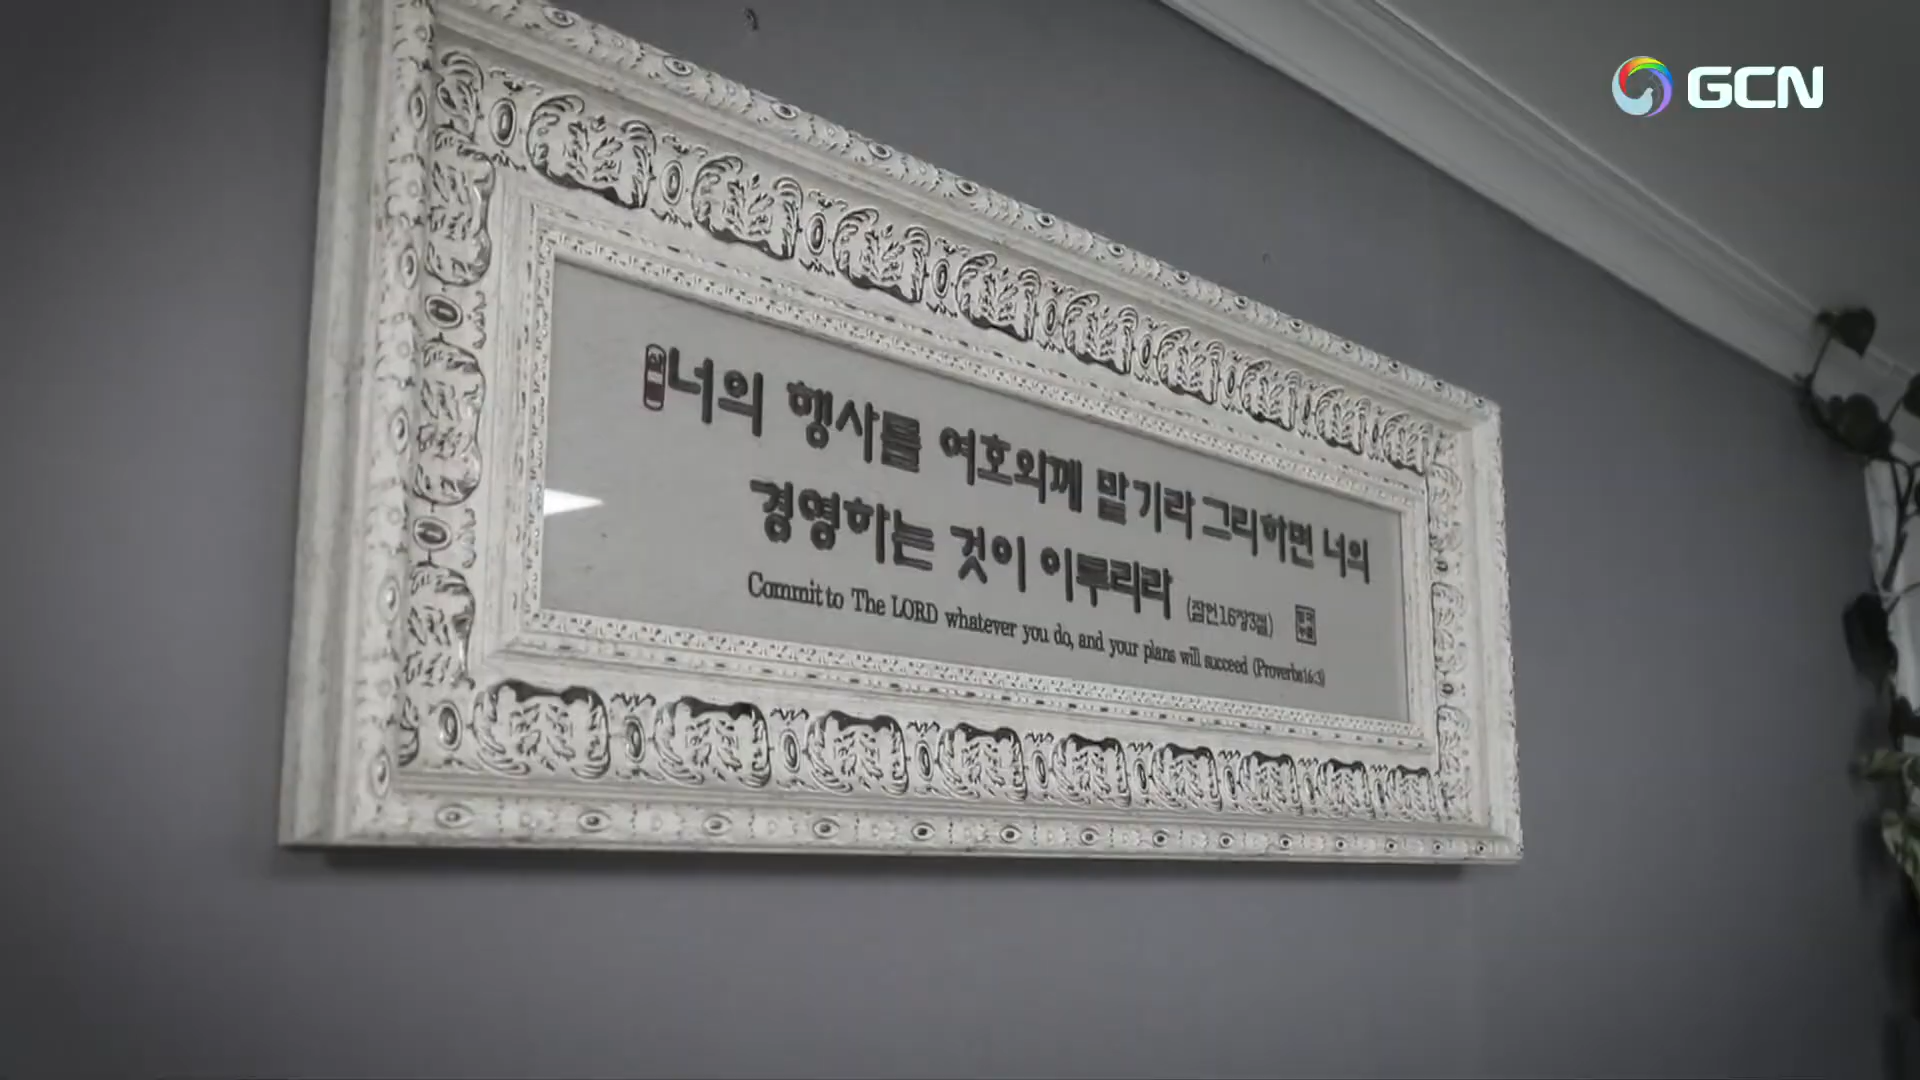 GCN
너의 행사를 여호와께 맡기라 그리하면 너의
경영하는 것이 이루리라 (잠언16장3절)
Commit to The LORD whatever you do, and your plans will succeed (Proverbs16:3)